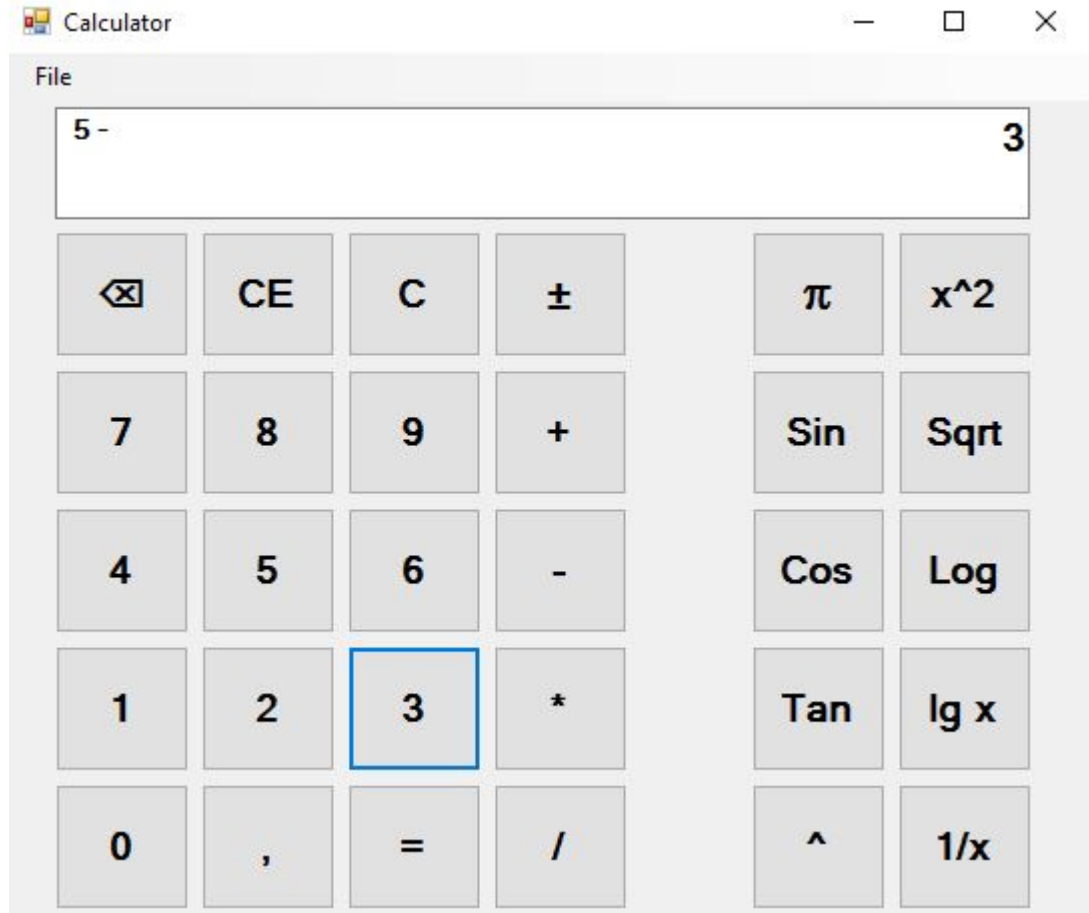 Calculator
File
5 - 3
⌫ CE C ± π x^2
7 8 9 + Sin Sqrt
4 5 6 - Cos Log
1 2 3 * Tan lg x
0 , = / ^ 1/x